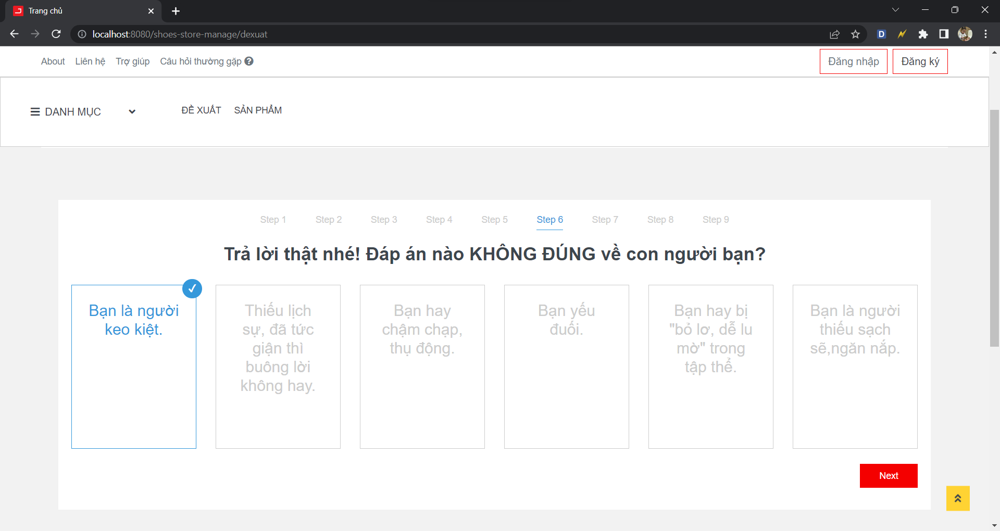 Trang chủ
localhost:8080/shoes-store-manage/dexuat
D
About Liên hệ Trợ giúp Câu hỏi thường gặp ?
Đăng nhập Đăng ký
DANH MỤC ĐỀ XUẤT SẢN PHẨM
Step 1 Step 2 Step 3 Step 4 Step 5 Step 6 Step 7 Step 8 Step 9
Trả lời thật nhé! Đáp án nào KHÔNG ĐÚNG về con người bạn?
Bạn là người
keo kiệt.
Thiếu lịch
sự, đã tức
giận thì
buông lời
không hay.
Bạn hay
chậm chạp,
thụ động.
Bạn yếu
đuối.
Bạn hay bị
"bỏ lơ, dễ lu
mờ" trong
tập thể.
Bạn là người
thiếu sạch
sẽ,ngăn nắp.
Next